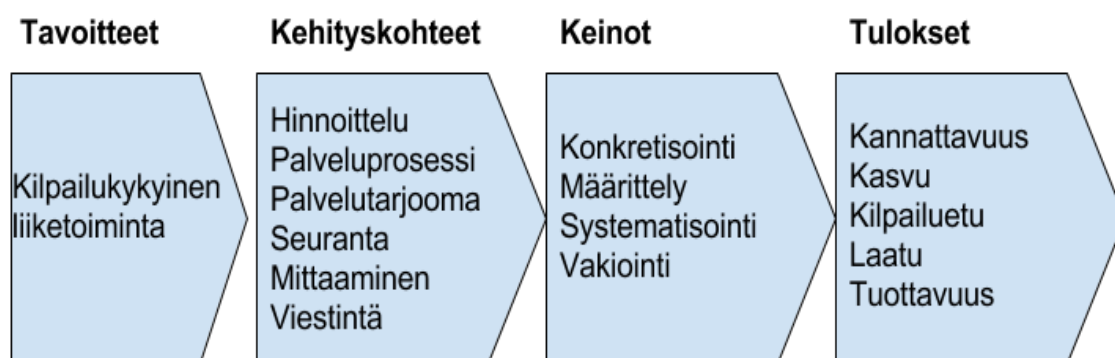 Tavoitteet
Kilpailukykyinen
liiketoiminta
Kehityskohteet
Hinnoittelu
Palveluprosessi
Palvelutarjooma
Seuranta
Mittaaminen
Viestintä
Keinot
Konkretisointi
Määrittely
Systematisointi
Vakiointi
Tulokset
Kannattavuus
Kasvu
Kilpailuetu
Laatu
Tuottavuus